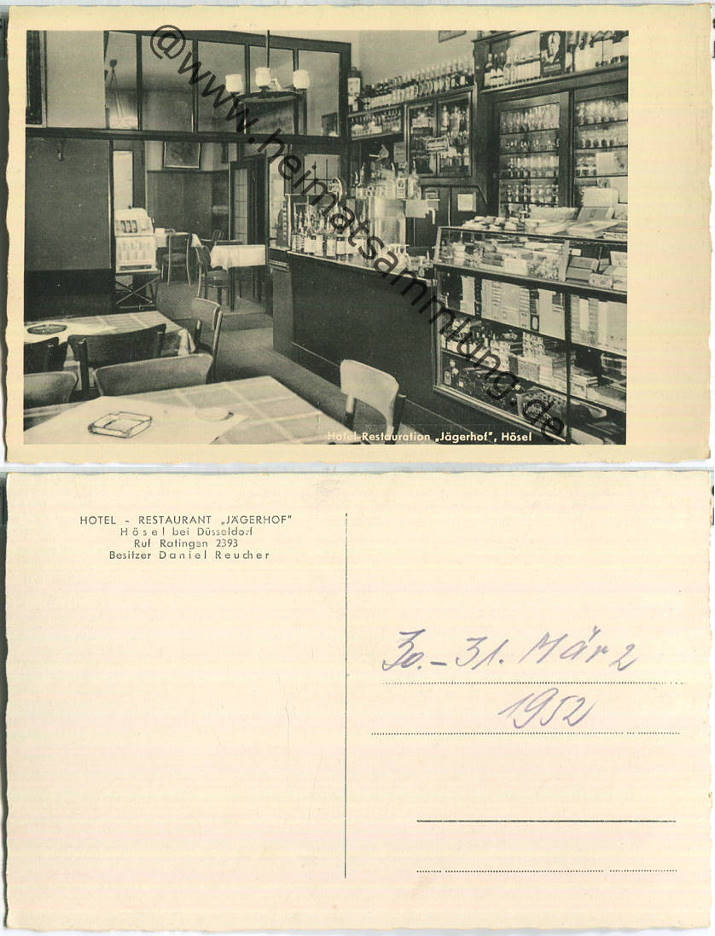 @www.heimatsammlung.de
Hotel-Restauration „Jägerhof", Hösel
HOTEL - RESTAURANT „JÄGERHOF"
Hösel bei Düsseldorf
Ruf Ratingen 2393
Besitzer Daniel Reucher
30.-31. März
1952